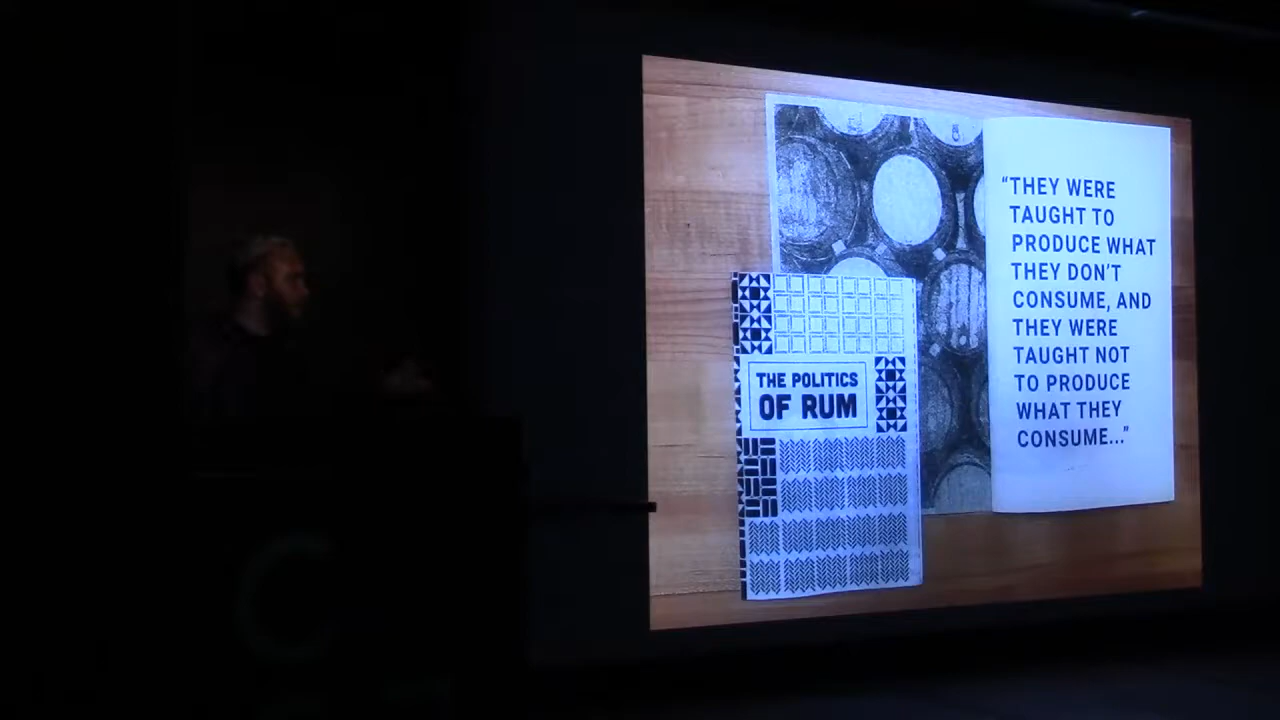 THE POLITICS
OF RUM
“THEY WERE
TAUGHT TO
PRODUCE WHAT
THEY DON’T
CONSUME, AND
THEY WERE
TAUGHT NOT
TO PRODUCE
WHAT THEY
CONSUME...”